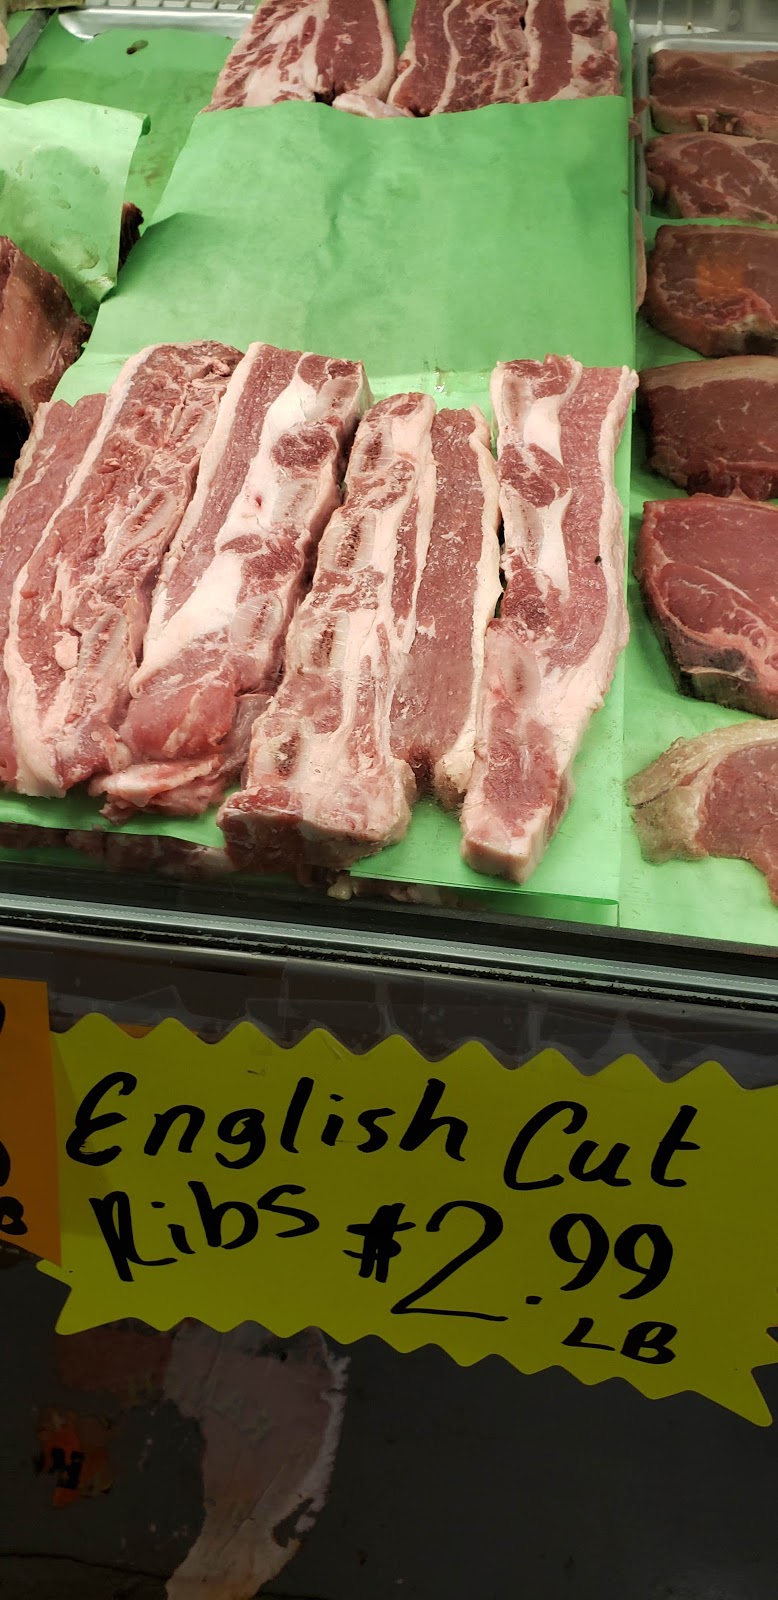 English Cut
Ribs $2.99
LB
B